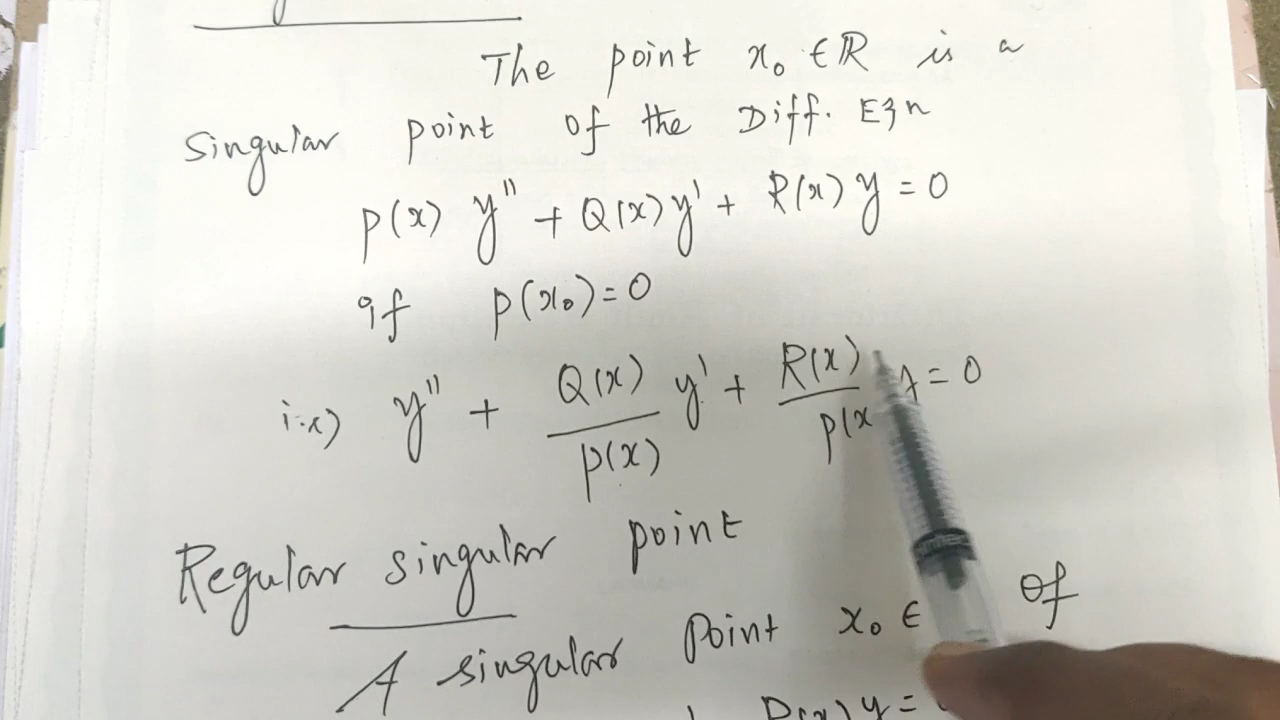 The point x₀ ∈ ℝ is a
singular point of the Diff. Eqn
P(x) y'' + Q(x) y' + R(x) y = 0
if P(x₀) = 0
i.e) y'' + Q(x)/P(x) y' + R(x)/P(x y = 0
Regular singular point
A singular point x₀ ∈ of
R(x) y =